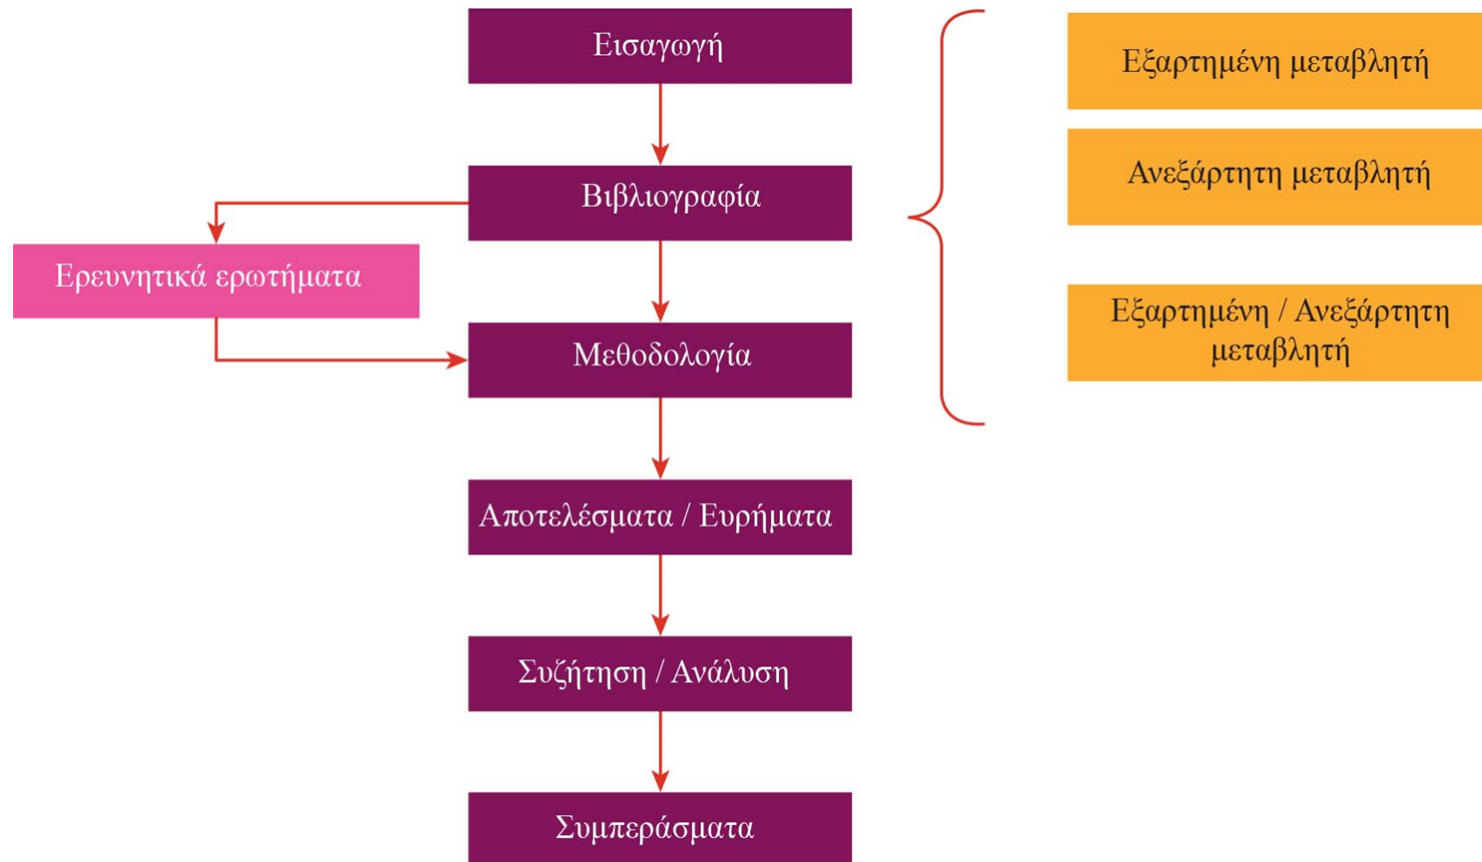 Εισαγωγή
Βιβλιογραφία
Ερευνητικά ερωτήματα
Μεθοδολογία
Αποτελέσματα / Ευρήματα
Συζήτηση / Ανάλυση
Συμπεράσματα
Εξαρτημένη μεταβλητή
Ανεξάρτητη μεταβλητή
Εξαρτημένη / Ανεξάρτητη
μεταβλητή